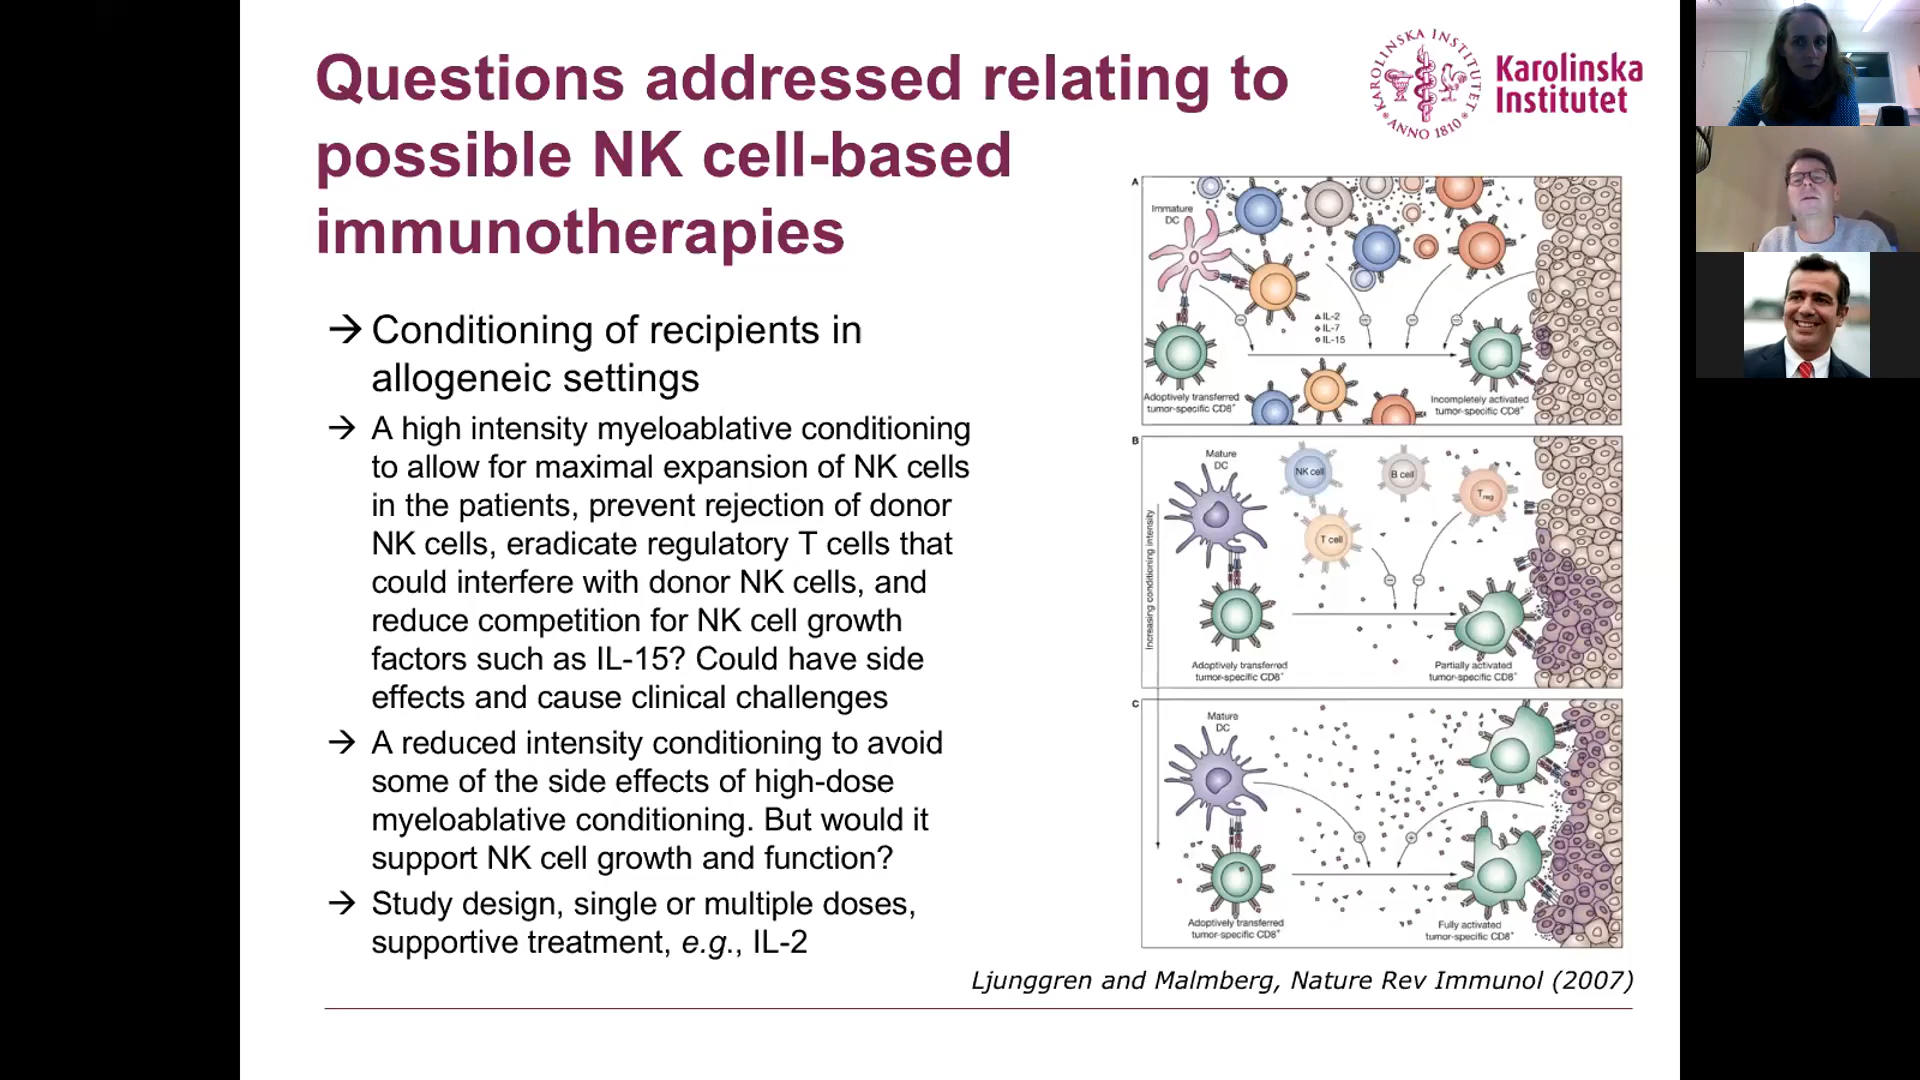 Questions addressed relating to
possible NK cell-based
immunotherapies
KAROLINSKA INSTITUTET
ANNO 1810
Karolinska
Institutet
→ Conditioning of recipients in
allogeneic settings
→ A high intensity myeloablative conditioning
to allow for maximal expansion of NK cells
in the patients, prevent rejection of donor
NK cells, eradicate regulatory T cells that
could interfere with donor NK cells, and
reduce competition for NK cell growth
factors such as IL-15? Could have side
effects and cause clinical challenges
→ A reduced intensity conditioning to avoid
some of the side effects of high-dose
myeloablative conditioning. But would it
support NK cell growth and function?
→ Study design, single or multiple doses,
supportive treatment, e.g., IL-2
A
Immature
DC
IL-2
IL-7
IL-15
Adoptively transferred
tumor-specific CD8+
Incompletely activated
tumor-specific CD8+
B
Mature
DC
NK cell
B cell
Treg
T cell
Increasing conditioning intensity
Adoptively transferred
tumor-specific CD8+
Partially activated
tumor-specific CD8+
C
Mature
DC
Adoptively transferred
tumor-specific CD8+
Fully activated
tumor-specific CD8+
Ljunggren and Malmberg, Nature Rev Immunol (2007)